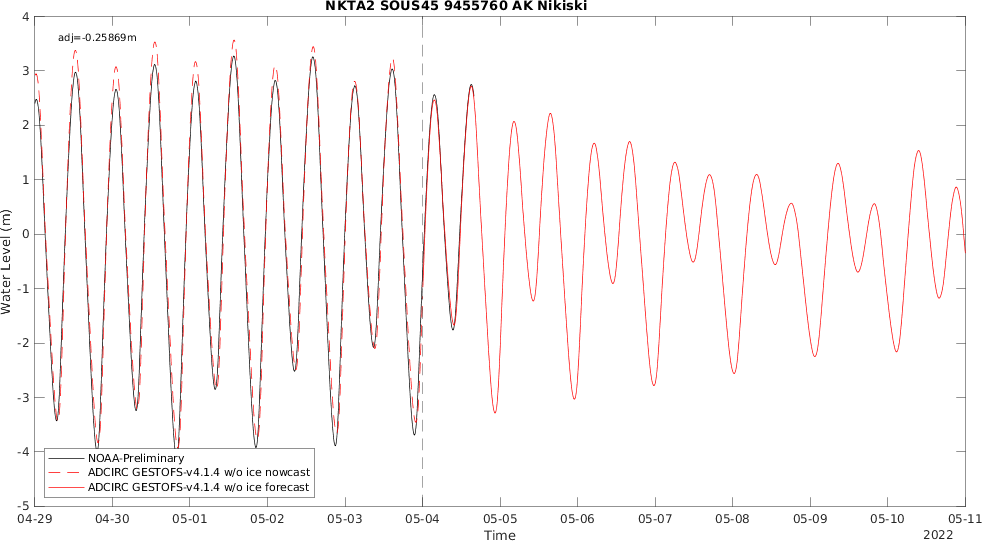 NKTA2 SOUS45 9455760 AK Nikiski
adj=-0.25869m
4
3
2
1
0
-1
-2
-3
-4
-5
Water Level (m)
NOAA-Preliminary
ADCIRC GESTOFS-v4.1.4 w/o ice nowcast
ADCIRC GESTOFS-v4.1.4 w/o ice forecast
04-29 04-30 05-01 05-02 05-03 05-04 05-05 05-06 05-07 05-08 05-09 05-10 05-11
Time
2022